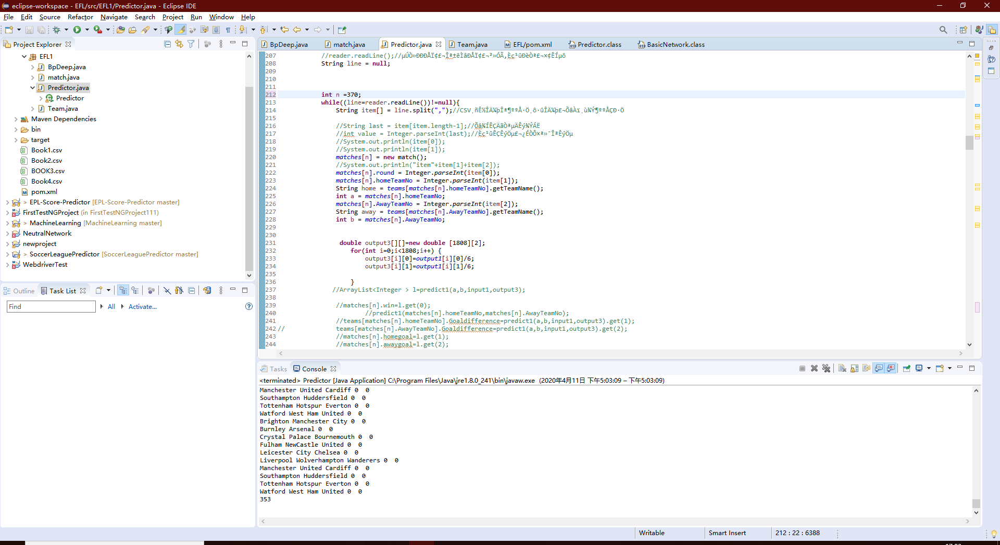 eclipse-workspace - EFL/src/EFL1/Predictor.java - Eclipse IDE
File Edit Source Refactor Navigate Search Project Run Window Help
Project Explorer
EFL1
BpDeep.java
match.java
Predictor.java
Predictor
Team.java
Maven Dependencies
bin
target
Book1.csv
Book2.csv
BOOK3.csv
Book4.csv
pom.xml
> EPL-Score-Predictor [EPL-Score-Predictor master]
FirstTestNGProject (in FirstTestNGProject111)
> MachineLearning [MachineLearning master]
NeutralNetwork
newproject
> SoccerLeaguePredictor [SoccerLeaguePredictor master]
WebdriverTest
Outline Task List
Find All Activate...
BpDeep.java match.java Predictor.java Team.java EFL/pom.xml Predictor.class BasicNetwork.class
207 //reader.readLine();
208 String line = null;
209
210
211
212 int n =370;
213 while((line=reader.readLine())!=null){
214 String item[] = line.split(",");
215
216 //String last = item[item.length-1];
217 //int value = Integer.parseInt(last);
218 //System.out.println(item[0]);
219 //System.out.println(item[1]);
220 matches[n] = new match();
221 //System.out.println("item"+item[1]+item[2]);
222 matches[n].round = Integer.parseInt(item[0]);
223 matches[n].homeTeamNo = Integer.parseInt(item[1]);
224 String home = teams[matches[n].homeTeamNo].getTeamName();
225 int a = matches[n].homeTeamNo;
226 matches[n].AwayTeamNo = Integer.parseInt(item[2]);
227 String away = teams[matches[n].AwayTeamNo].getTeamName();
228 int b = matches[n].AwayTeamNo;
229
230
231 double output3[][]=new double [1808][2];
232 for(int i=0;i<1808;i++) {
233 output3[i][0]=output1[i][0]/6;
234 output3[i][1]=output1[i][1]/6;
235
236 }
237 //ArrayList<Integer > l=predict1(a,b,input1,output3);
238
239 //matches[n].win=l.get(0);
240 //predict1(matches[n].homeTeamNo,matches[n].AwayTeamNo);
241 //teams[matches[n].homeTeamNo].Goaldifference=predict1(a,b,input1,output3).get(1);
242 // teams[matches[n].AwayTeamNo].Goaldifference=predict1(a,b,input1,output3).get(2);
243 //matches[n].homegoal=l.get(1);
244 //matches[n].awaygoal=l.get(2);
Tasks Console
<terminated> Predictor [Java Application] C:\Program Files\Java\jre1.8.0_241\bin\javaw.exe (2020年4月11日 下午5:03:09 – 下午5:03:09)
Manchester United Cardiff 0 0
Southampton Huddersfield 0 0
Tottenham Hotspur Everton 0 0
Watford West Ham United 0 0
Brighton Manchester City 0 0
Burnley Arsenal 0 0
Crystal Palace Bournemouth 0 0
Fulham NewCastle United 0 0
Leicester City Chelsea 0 0
Liverpool Wolverhampton Wanderers 0 0
Manchester United Cardiff 0 0
Southampton Huddersfield 0 0
Tottenham Hotspur Everton 0 0
Watford West Ham United 0 0
353
Writable Smart Insert 212 : 22 : 6388